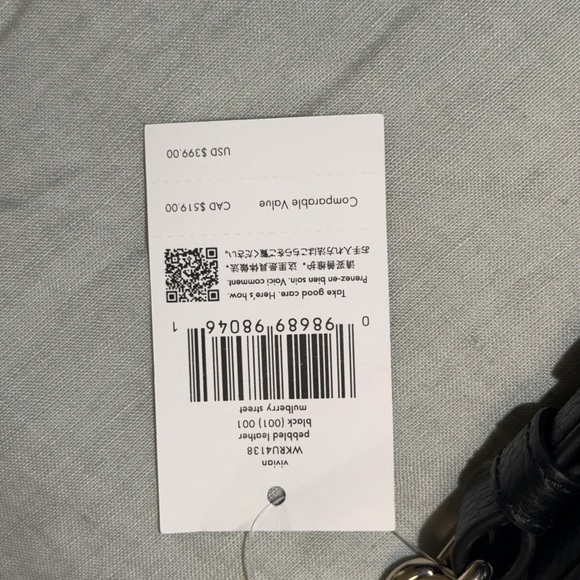 vivian
WKRU4138
pebbled leather
black (001) 001
mulberry street
0 98689 98046 1
Take good care. Here's how.
Prenez-en bien soin. Voici comment.
请妥善维护。这里是具体做法。
お手入れ方法はこちらをご覧ください。
Comparable Value CAD $519.00
USD $399.00